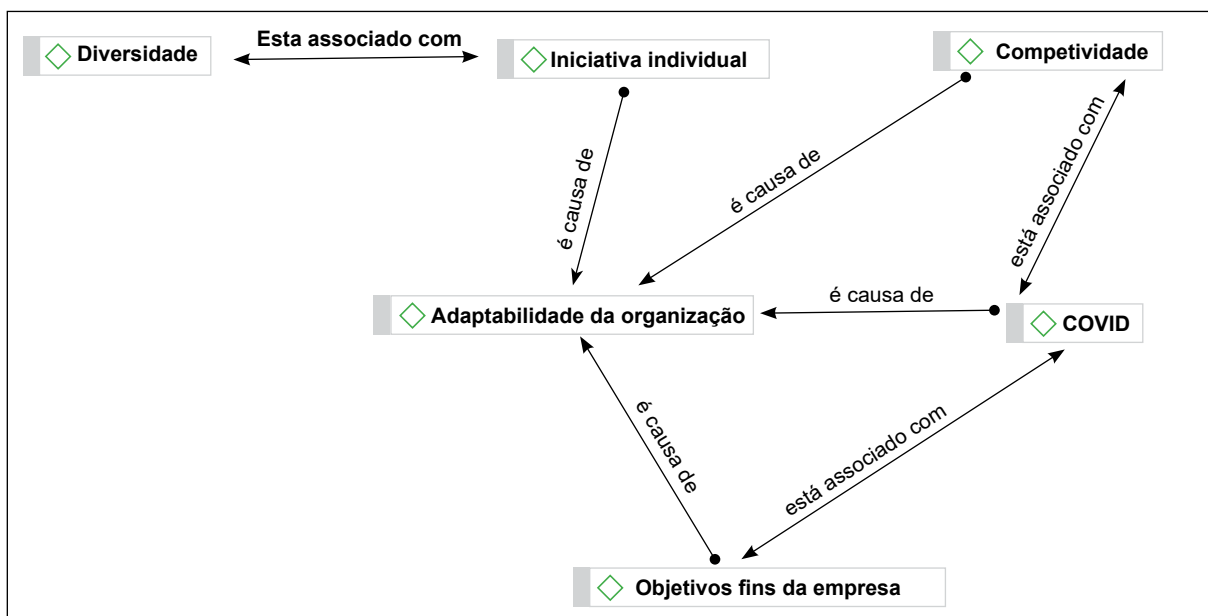 Diversidade
Esta associado com
Iniciativa individual
Competividade
é causa de
é causa de
está associado com
Adaptabilidade da organização
é causa de
COVID
é causa de
está associado com
Objetivos fins da empresa